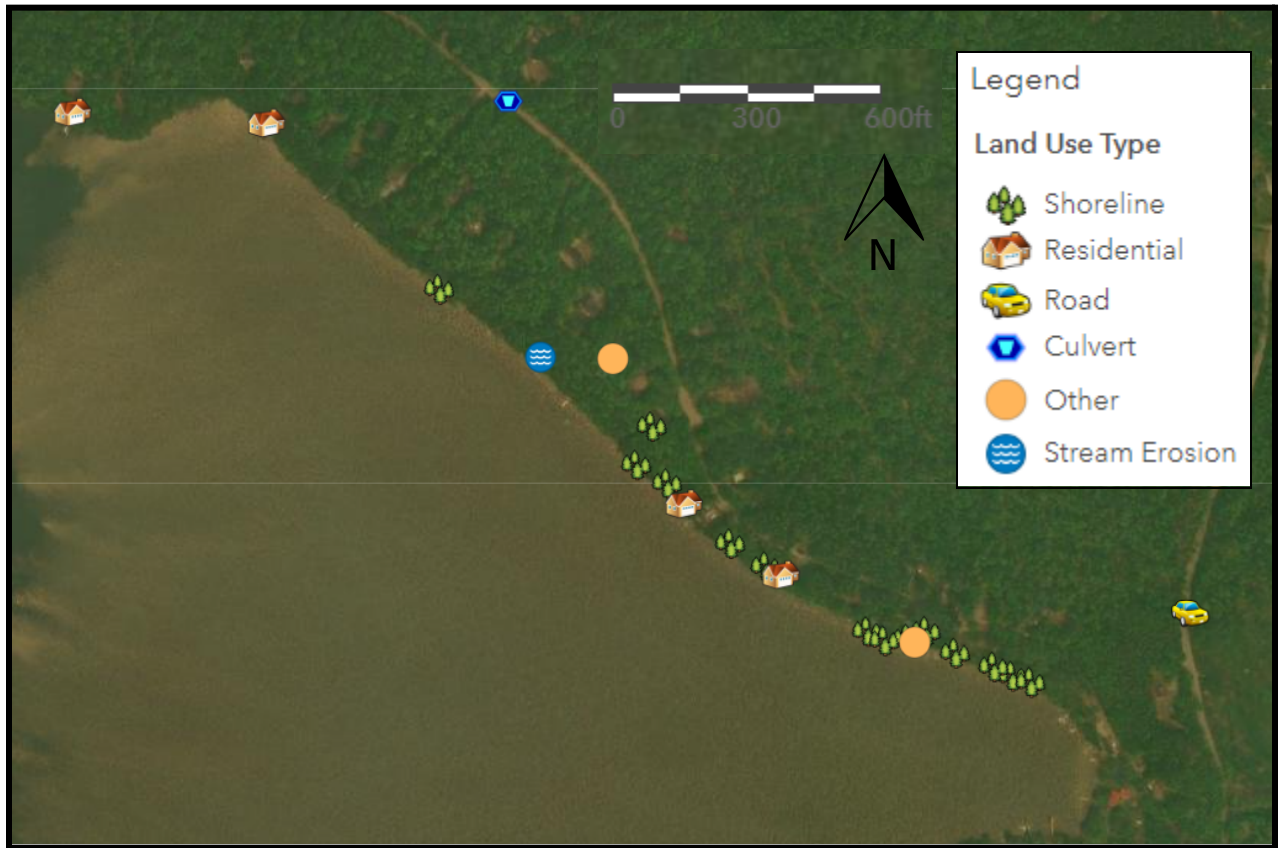 0 300 600ft
N
Legend
Land Use Type
Shoreline
Residential
Road
Culvert
Other
Stream Erosion